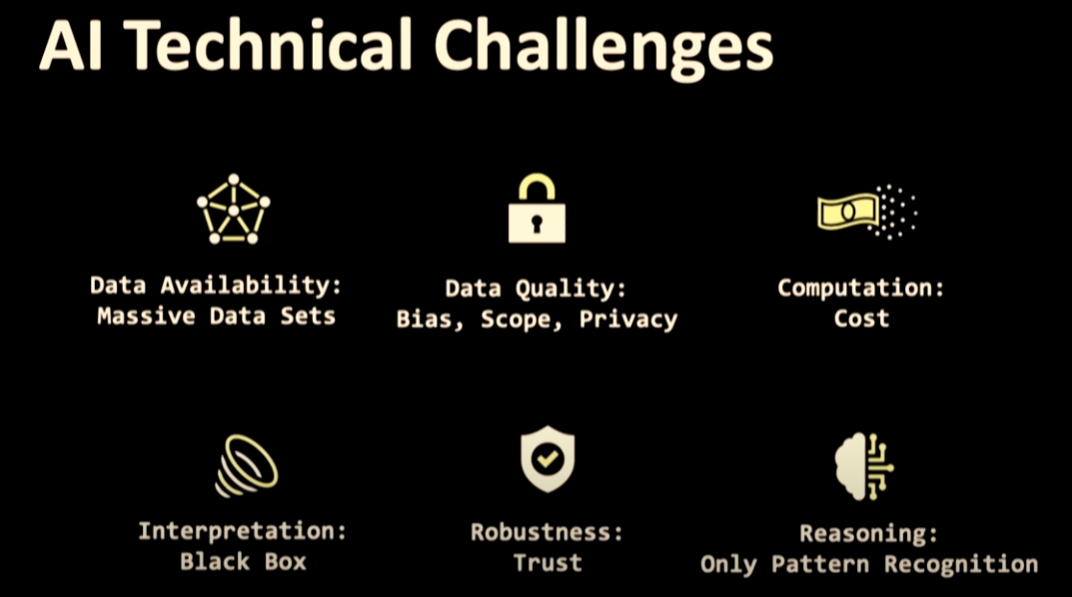 AI Technical Challenges
Data Availability:
Massive Data Sets
Data Quality:
Bias, Scope, Privacy
Computation:
Cost
Interpretation:
Black Box
Robustness:
Trust
Reasoning:
Only Pattern Recognition